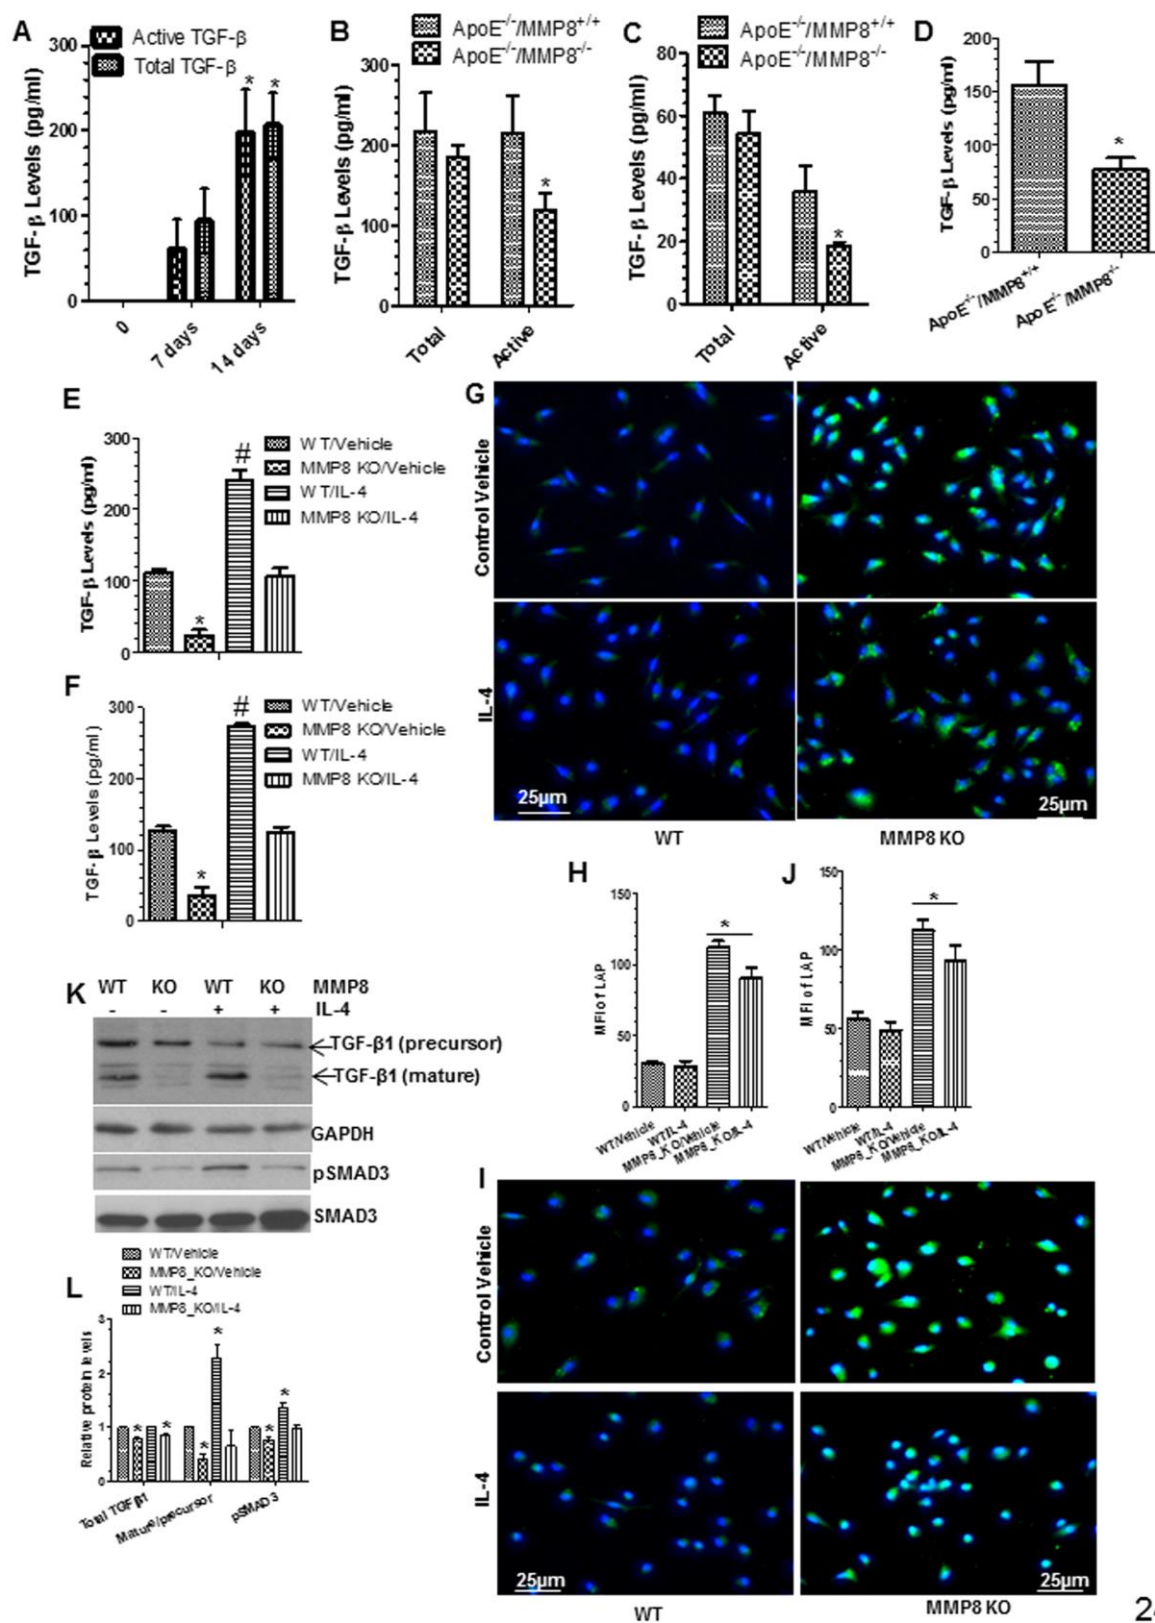 A
Active TGF-β
Total TGF-β
TGF-β Levels (pg/ml)
300
200
100
0
* *
0
7 days
14 days
B
ApoE-/-/MMP8+/+
ApoE-/-/MMP8-/-
TGF-β Levels (pg/ml)
300
200
100
0
*
Total
Active
C
ApoE-/-/MMP8+/+
ApoE-/-/MMP8-/-
TGF-β Levels (pg/ml)
80
60
40
20
0
*
Total
Active
D
TGF-β Levels (pg/ml)
200
150
100
50
0
*
ApoE-/-/MMP8+/+
ApoE-/-/MMP8-/-
E
TGF-β Levels (pg/ml)
300
200
100
0
*
#
WT/Vehicle
MMP8 KO/Vehicle
WT/IL-4
MMP8 KO/IL-4
F
TGF-β Levels (pg/ml)
300
200
100
0
*
#
WT/Vehicle
MMP8 KO/Vehicle
WT/IL-4
MMP8 KO/IL-4
G
Control Vehicle
IL-4
25µm
25µm
WT
MMP8 KO
H
MFI of LAP
150
100
50
0
*
WT/Vehicle
WT/IL-4
MMP8_KO/Vehicle
MMP8_KO/IL-4
J
MFI of LAP
150
100
50
0
*
WT/Vehicle
WT/IL-4
MMP8_KO/Vehicle
MMP8_KO/IL-4
K
WT KO WT KO MMP8
- - + + IL-4
TGF-β1 (precursor)
TGF-β1 (mature)
GAPDH
pSMAD3
SMAD3
L
WT/Vehicle
MMP8_KO/Vehicle
WT/IL-4
MMP8_KO/IL-4
Relative protein levels
3
2
1
0
* * * * * *
Total TGFβ1
Mature/precursor
pSMAD3
I
Control Vehicle
IL-4
25µm
25µm
WT
MMP8 KO